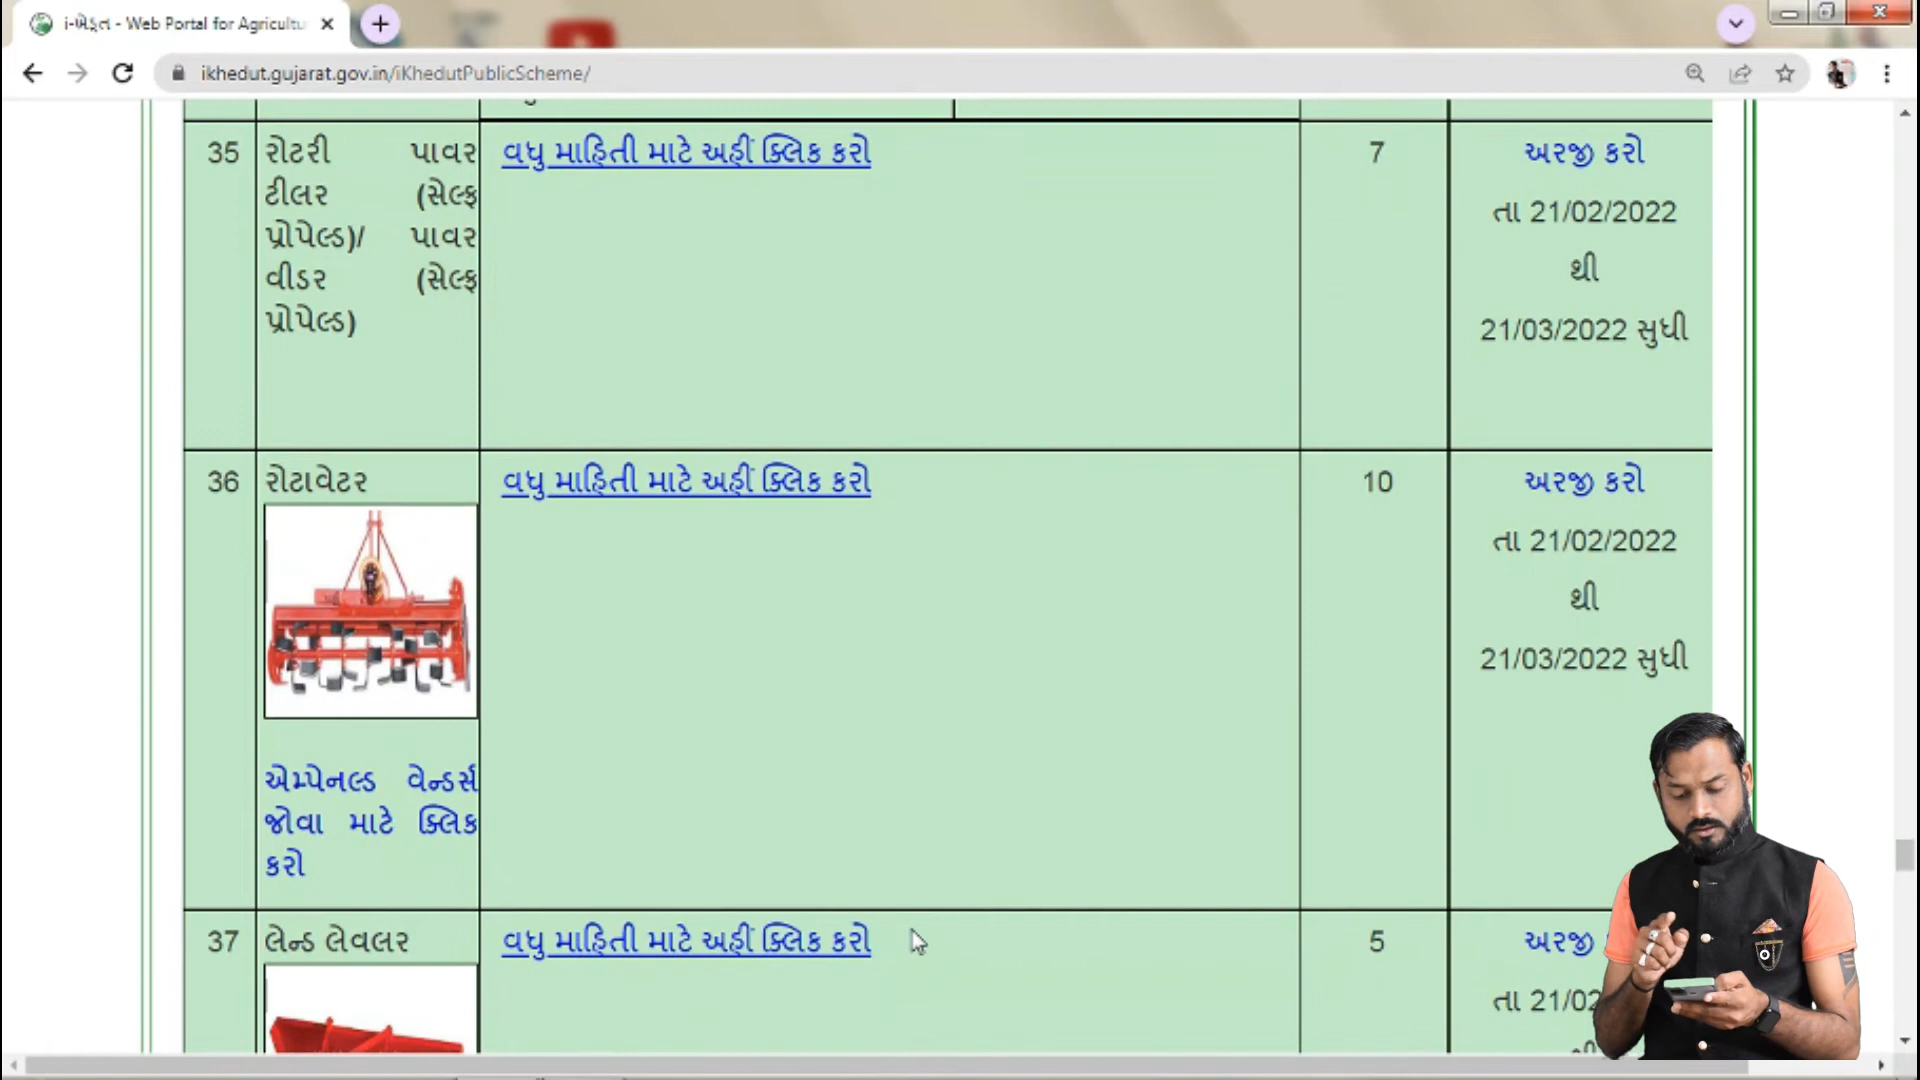 i-ખેડૂત - Web Portal for Agricultu
ikhedut.gujarat.gov.in/iKhedutPublicScheme/
35
રોટરી પાવર
ટીલર (સેલ્ફ
પ્રોપેલ્ડ)/ પાવર
વીડર (સેલ્ફ
પ્રોપેલ્ડ)
વધુ માહિતી માટે અહીં ક્લિક કરો
7
અરજી કરો
તા 21/02/2022
થી
21/03/2022 સુધી
36
રોટાવેટર
એમ્પેનલ્ડ વેન્ડર્સ
જોવા માટે ક્લિક
કરો
વધુ માહિતી માટે અહીં ક્લિક કરો
10
અરજી કરો
તા 21/02/2022
થી
21/03/2022 સુધી
37
લેન્ડ લેવલર
વધુ માહિતી માટે અહીં ક્લિક કરો
5
અરજી
તા 21/02